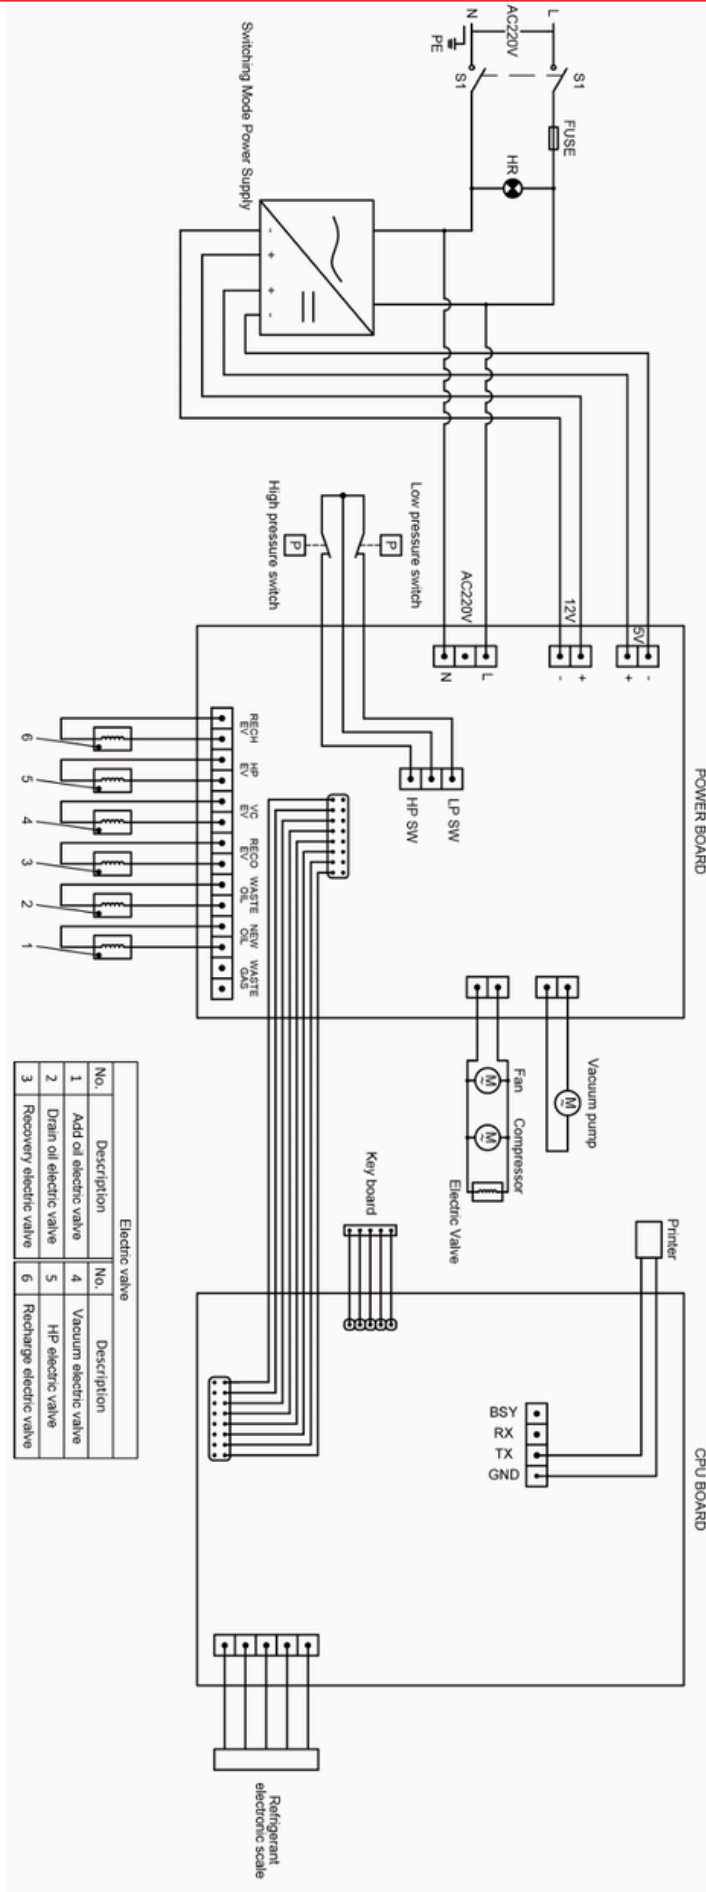 N
AC220V
L
PE
S1
S1
FUSE
HR
Switching Mode Power Supply
-
+
+
-
High pressure switch
Low pressure switch
P
P
AC220V
12V
5V
N
L
-
+
+
-
POWER BOARD
LP SW
HP SW
RECH
EV
HP
EV
VC
EV
RECO
EV
WASTE
OIL
NEW
OIL
WASTE
GAS
6
5
4
3
2
1
Vacuum pump
M
~
Fan
M
~
Compressor
M
~
Electric Valve
Key board
Printer
CPU BOARD
BSY
RX
TX
GND
Refrigerant
electronic scale
Electric valve
No. Description No. Description
1 Add oil electric valve 4 Vacuum electric valve
2 Drain oil electric valve 5 HP electric valve
3 Recovery electric valve 6 Recharge electric valve